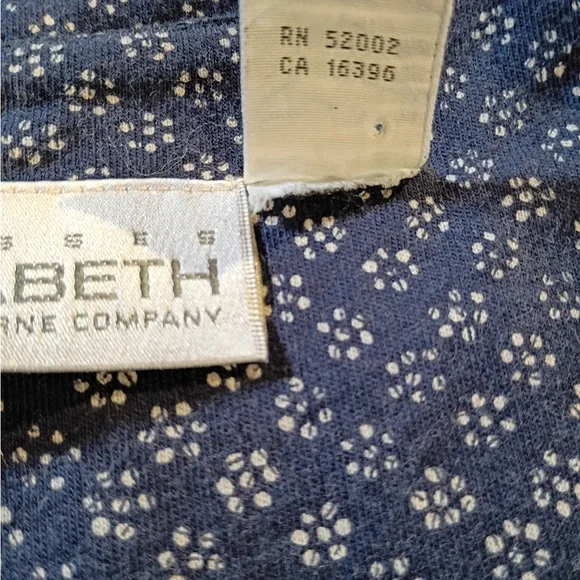 RN 52002
CA 16396
S S E S
ABETH
RNE COMPANY